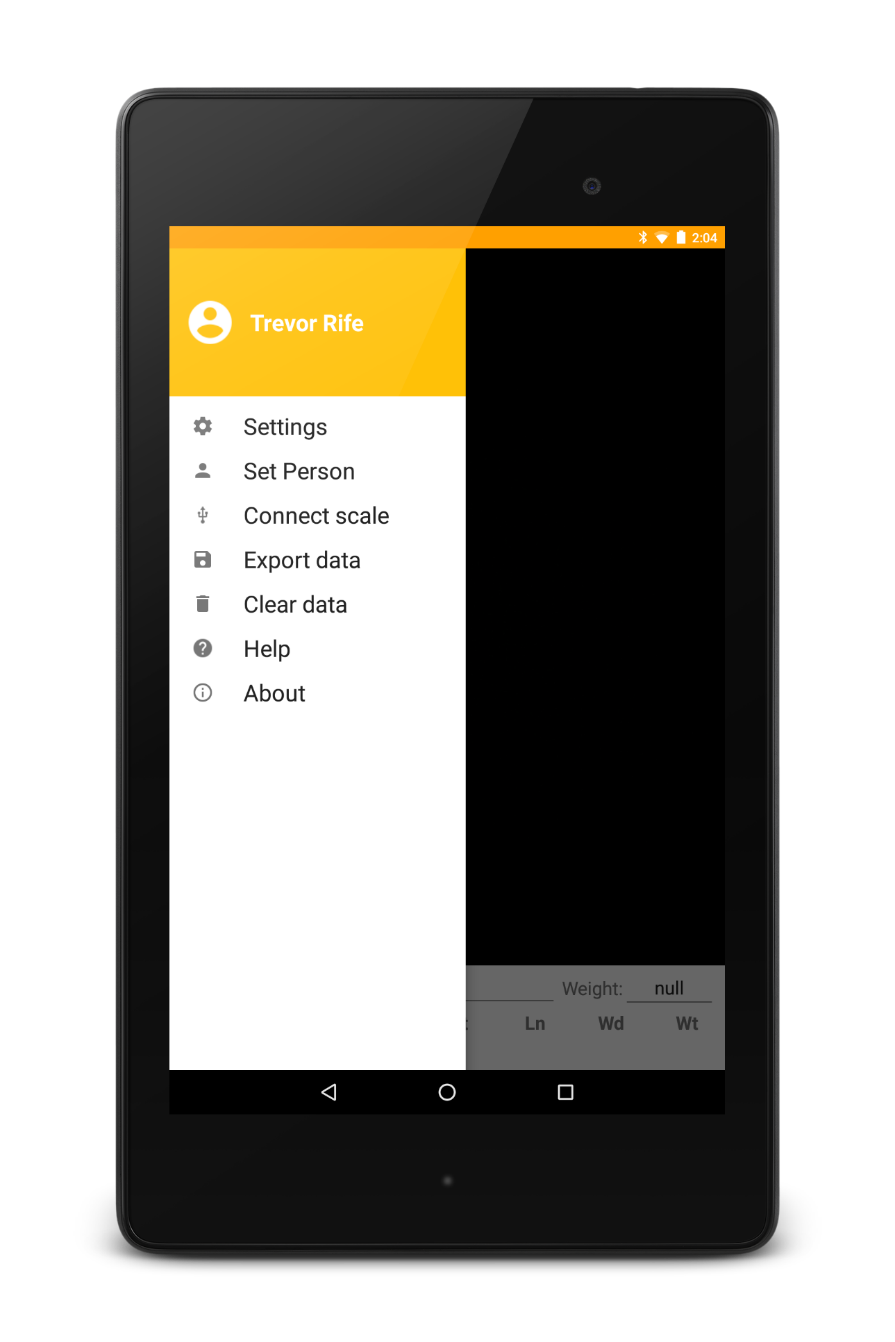 2:04
Trevor Rife
Settings
Set Person
Connect scale
Export data
Clear data
Help
About
Weight: null
Ln Wd Wt